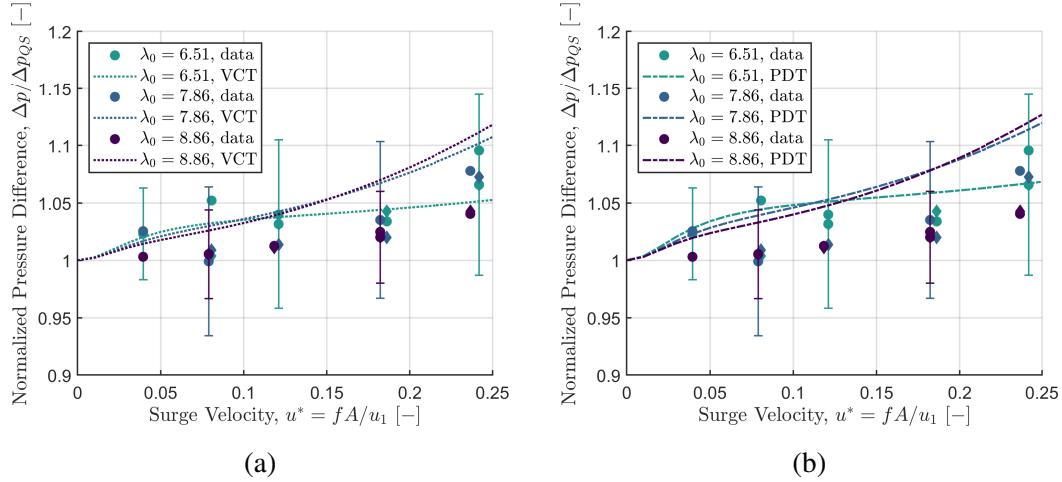 Normalized Pressure Difference, Δp/Δp_QS [−]
1.2
1.15
1.1
1.05
1
0.95
0.9
λ₀ = 6.51, data
λ₀ = 6.51, VCT
λ₀ = 7.86, data
λ₀ = 7.86, VCT
λ₀ = 8.86, data
λ₀ = 8.86, VCT
0 0.05 0.1 0.15 0.2 0.25
Surge Velocity, u* = fA/u₁ [−]
(a)
Normalized Pressure Difference, Δp/Δp_QS [−]
1.2
1.15
1.1
1.05
1
0.95
0.9
λ₀ = 6.51, data
λ₀ = 6.51, PDT
λ₀ = 7.86, data
λ₀ = 7.86, PDT
λ₀ = 8.86, data
λ₀ = 8.86, PDT
0 0.05 0.1 0.15 0.2 0.25
Surge Velocity, u* = fA/u₁ [−]
(b)